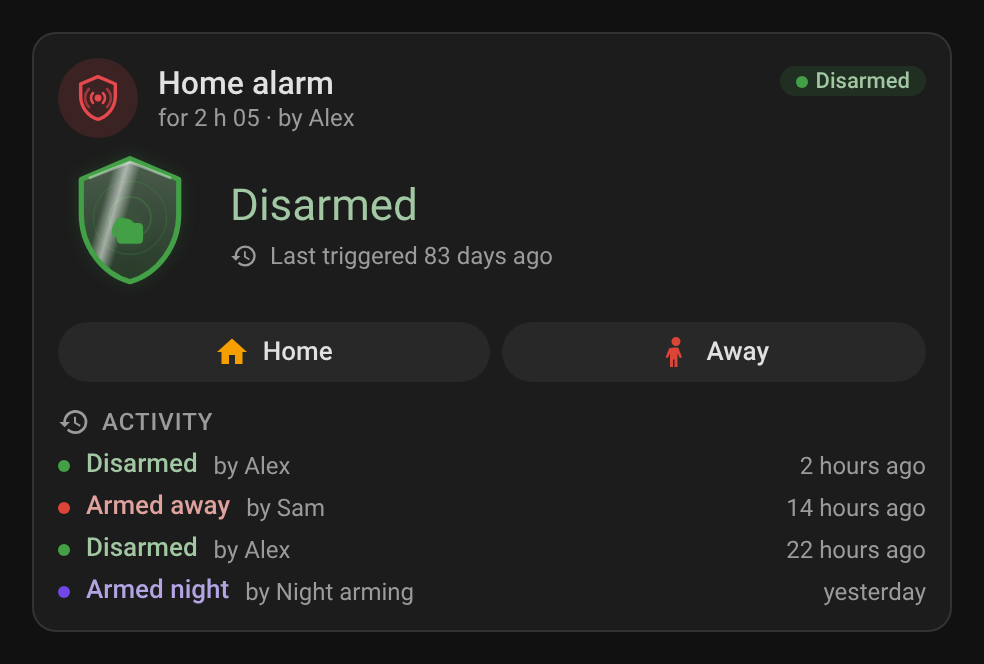 Home alarm
for 2 h 05 · by Alex
Disarmed
Disarmed
Last triggered 83 days ago
Home
Away
ACTIVITY
Disarmed by Alex 2 hours ago
Armed away by Sam 14 hours ago
Disarmed by Alex 22 hours ago
Armed night by Night arming yesterday